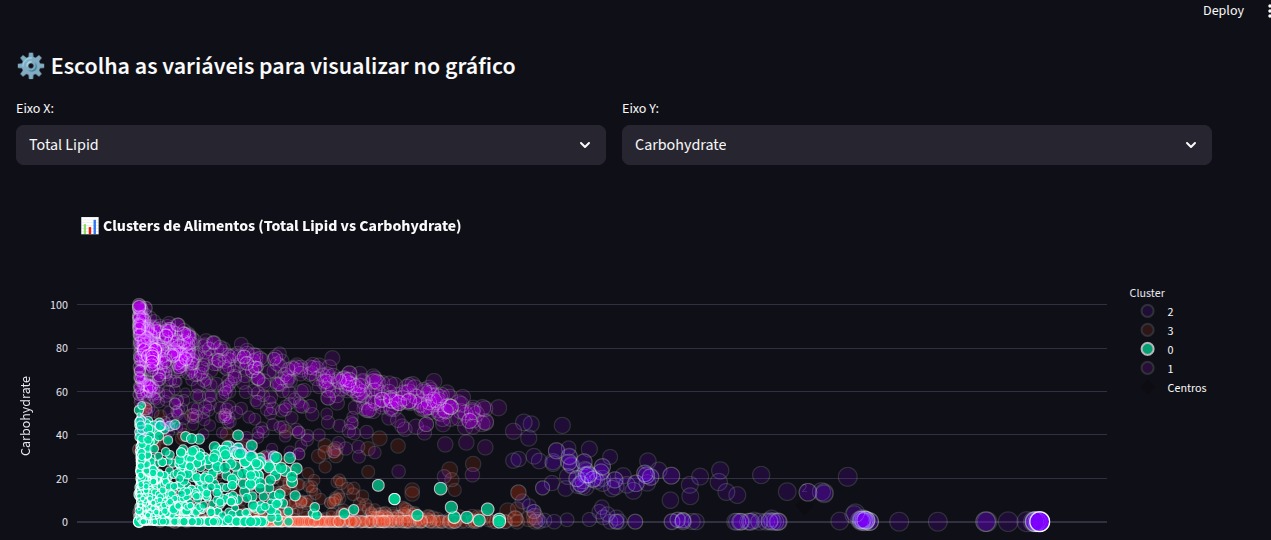 Deploy
⚙️ Escolha as variáveis para visualizar no gráfico
Eixo X:
Eixo Y:
Total Lipid
Carbohydrate
📊 Clusters de Alimentos (Total Lipid vs Carbohydrate)
Cluster
2
3
0
1
Centros
100
80
60
40
20
0
Carbohydrate